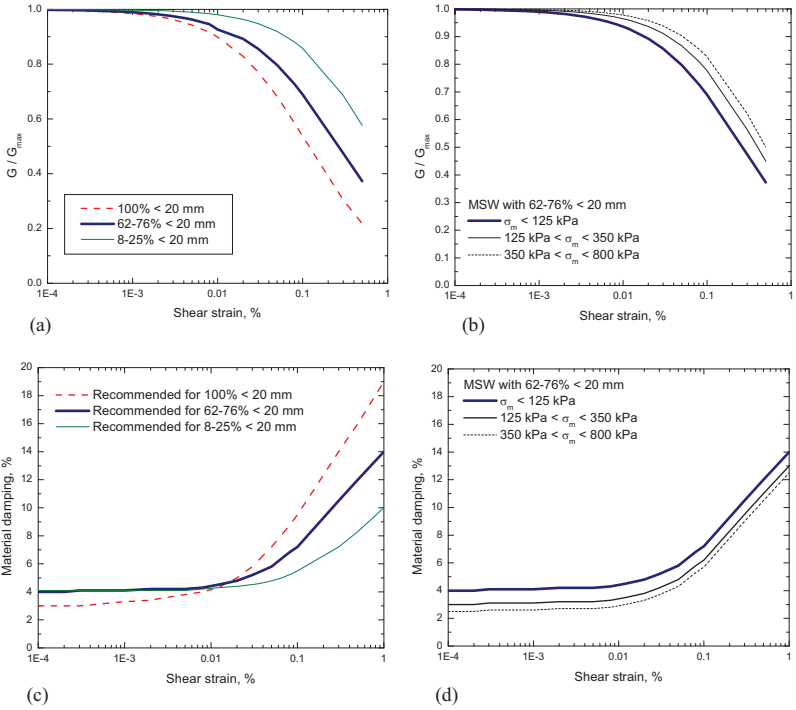 1.0
0.8
0.6
0.4
0.2
0.0
G / Gmax
1E-4 1E-3 0.01 0.1 1
Shear strain, %
100% < 20 mm
62-76% < 20 mm
8-25% < 20 mm
(a)
1.0
0.9
0.8
0.7
0.6
0.5
0.4
0.3
0.2
0.1
0.0
G / Gmax
MSW with 62-76% < 20 mm
σm < 125 kPa
125 kPa < σm < 350 kPa
350 kPa < σm < 800 kPa
1E-4 1E-3 0.01 0.1 1
Shear strain, %
(b)
20
18
16
14
12
10
8
6
4
2
0
Material damping, %
Recommended for 100% < 20 mm
Recommended for 62-76% < 20 mm
Recommended for 8-25% < 20 mm
1E-4 1E-3 0.01 0.1 1
Shear strain, %
(c)
20
18
16
14
12
10
8
6
4
2
0
Material damping, %
MSW with 62-76% < 20 mm
σm < 125 kPa
125 kPa < σm < 350 kPa
350 kPa < σm < 800 kPa
1E-4 1E-3 0.01 0.1 1
Shear strain, %
(d)